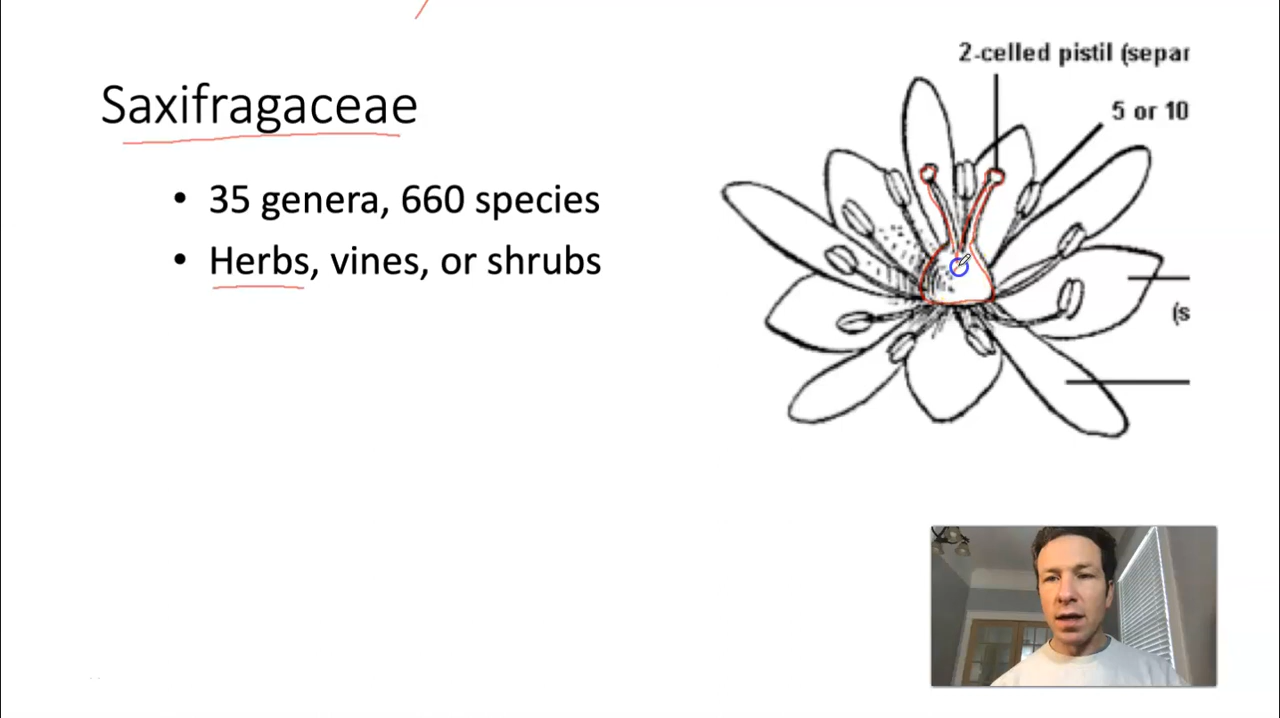 Saxifragaceae
• 35 genera, 660 species
• Herbs, vines, or shrubs
2-celled pistil (separ
5 or 10
(s